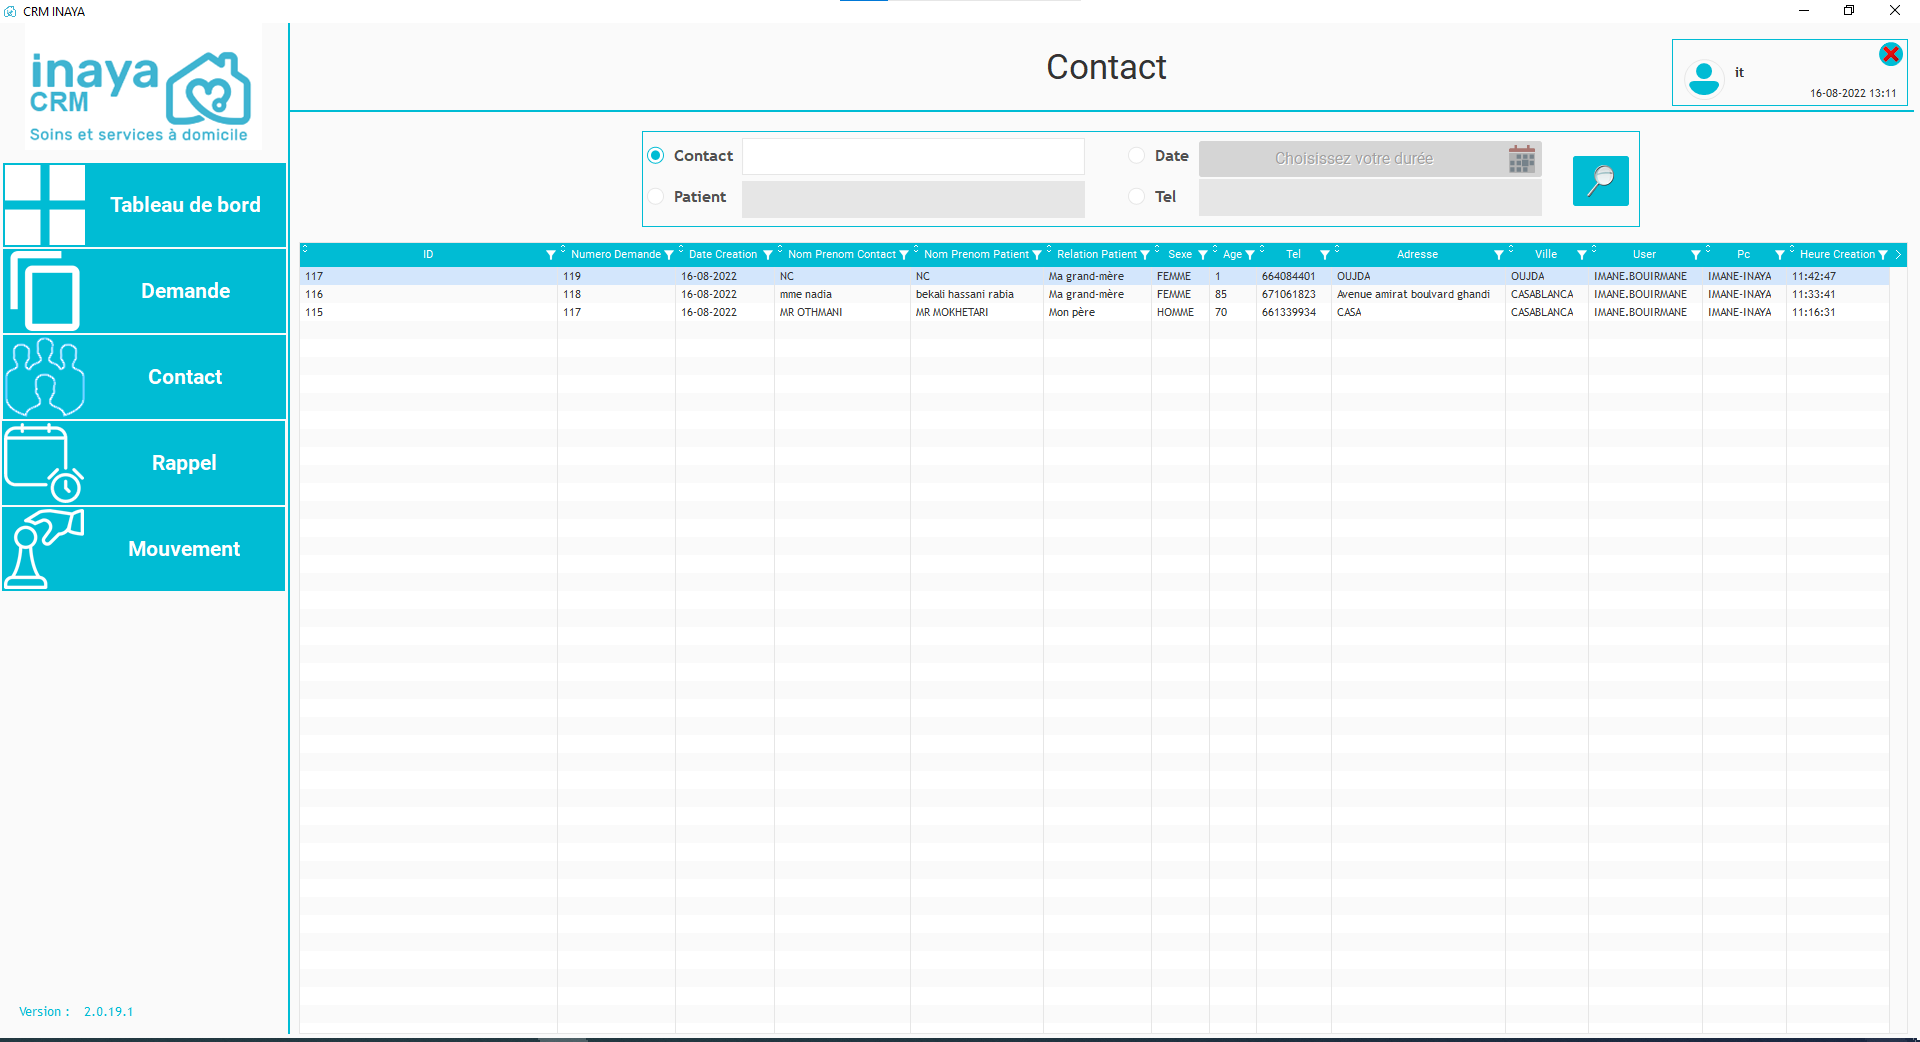 CRM INAYA
inaya
CRM
Soins et services à domicile
Contact
it
16-08-2022 13:11
Tableau de bord
Demande
Contact
Rappel
Mouvement
Version : 2.0.19.1
Contact
Date Choisissez votre durée
Patient
Tel
ID Numero Demande Date Creation Nom Prenom Contact Nom Prenom Patient Relation Patient Sexe Age Tel Adresse Ville User Pc Heure Creation
117 119 16-08-2022 NC NC Ma grand-mère FEMME 1 664084401 OUJDA OUJDA IMANE.BOUIRMANE IMANE-INAYA 11:42:47
116 118 16-08-2022 mme nadia bekali hassani rabia Ma grand-mère FEMME 85 671061823 Avenue amirat boulvard ghandi CASABLANCA IMANE.BOUIRMANE IMANE-INAYA 11:33:41
115 117 16-08-2022 MR OTHMANI MR MOKHETARI Mon père HOMME 70 661339934 CASA CASABLANCA IMANE.BOUIRMANE IMANE-INAYA 11:16:31